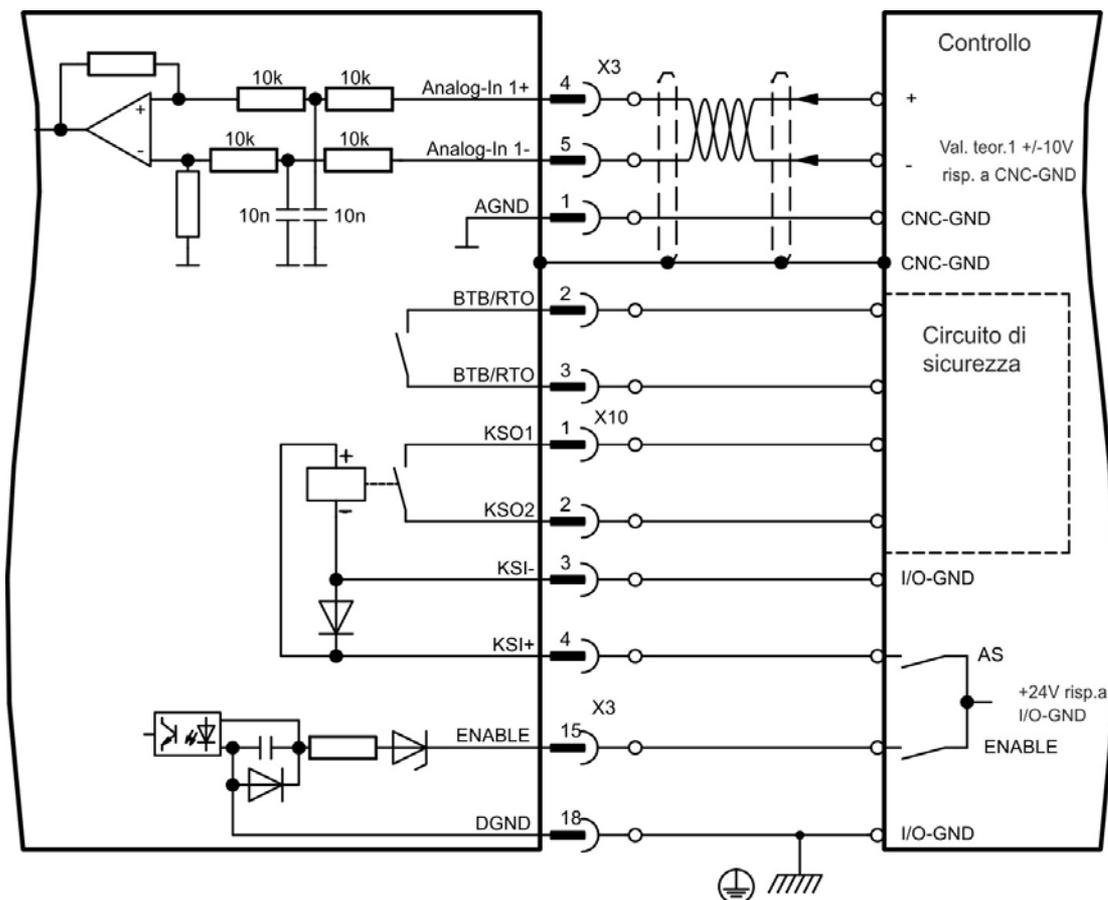 Controllo
X3
10k
10k
Analog-In 1+
4
+
+
10k
10k
Analog-In 1-
5
-
-
Val. teor.1 +/-10V
risp. a CNC-GND
10n
10n
AGND
1
CNC-GND
CNC-GND
BTB/RTO
2
Circuito di
sicurezza
BTB/RTO
3
X10
KSO1
1
+
-
KSO2
2
KSI-
3
I/O-GND
KSI+
4
AS
+24V risp.a
I/O-GND
X3
ENABLE
15
ENABLE
DGND
18
I/O-GND